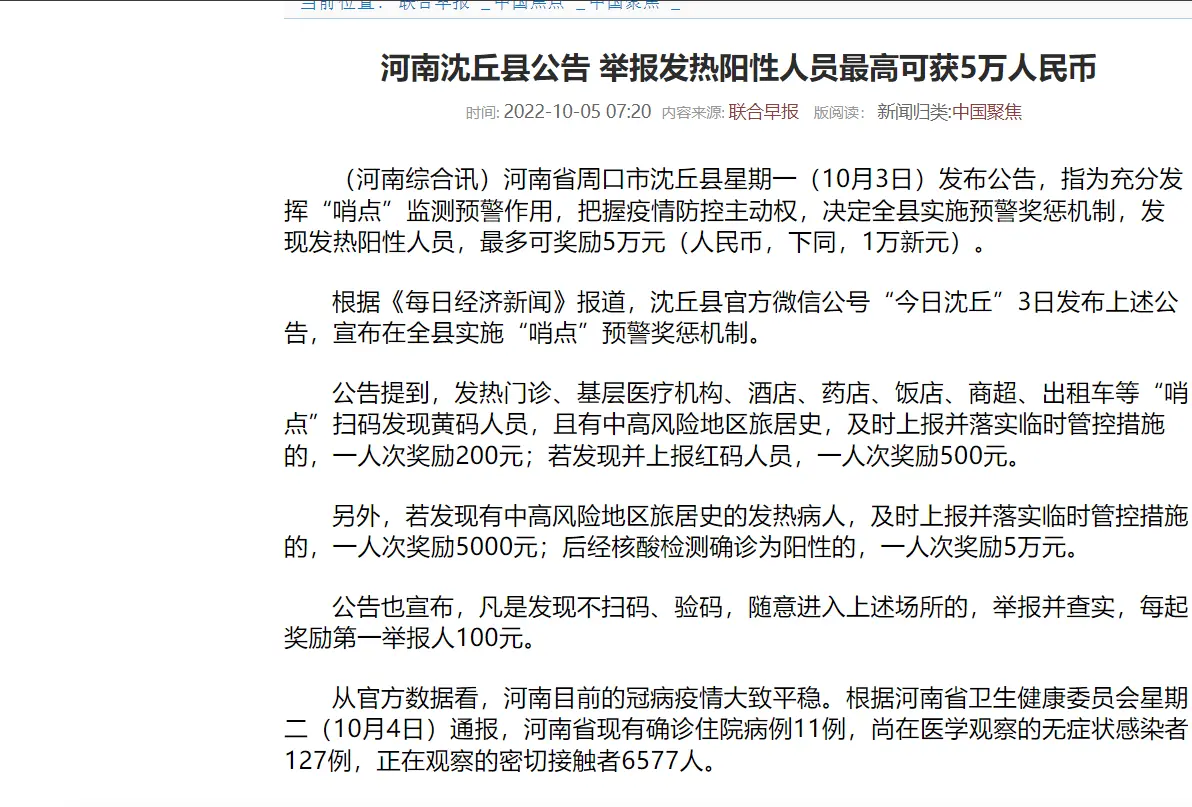 当前位置：联合早报 _中国焦点 _中国聚焦 _
河南沈丘县公告 举报发热阳性人员最高可获5万人民币
时间: 2022-10-05 07:20 内容来源: 联合早报 版阅读： 新闻归类:中国聚焦
（河南综合讯）河南省周口市沈丘县星期一（10月3日）发布公告，指为充分发
挥“哨点”监测预警作用，把握疫情防控主动权，决定全县实施预警奖惩机制，发
现发热阳性人员，最多可奖励5万元（人民币，下同，1万新元）。
根据《每日经济新闻》报道，沈丘县官方微信公号“今日沈丘”3日发布上述公
告，宣布在全县实施“哨点”预警奖惩机制。
公告提到，发热门诊、基层医疗机构、酒店、药店、饭店、商超、出租车等“哨
点”扫码发现黄码人员，且有中高风险地区旅居史，及时上报并落实临时管控措施
的，一人次奖励200元；若发现并上报红码人员，一人次奖励500元。
另外，若发现有中高风险地区旅居史的发热病人，及时上报并落实临时管控措施
的，一人次奖励5000元；后经核酸检测确诊为阳性的，一人次奖励5万元。
公告也宣布，凡是发现不扫码、验码，随意进入上述场所的，举报并查实，每起
奖励第一举报人100元。
从官方数据看，河南目前的冠病疫情大致平稳。根据河南省卫生健康委员会星期
二（10月4日）通报，河南省现有确诊住院病例11例，尚在医学观察的无症状感染者
127例，正在观察的密切接触者6577人。